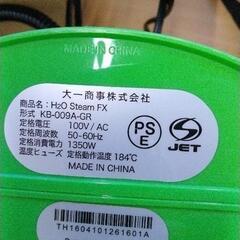 MADE IN CHINA
大一商事株式会社
商品名: H2O Steam FX
形式 KB-009A-GR
定格電圧 100V/AC
定格周波数 50-60Hz
定格消費電力 1350W
温度ヒューズ 定格動作温度 184℃
MADE IN CHINA
PSE
JET
TH1604101261601A